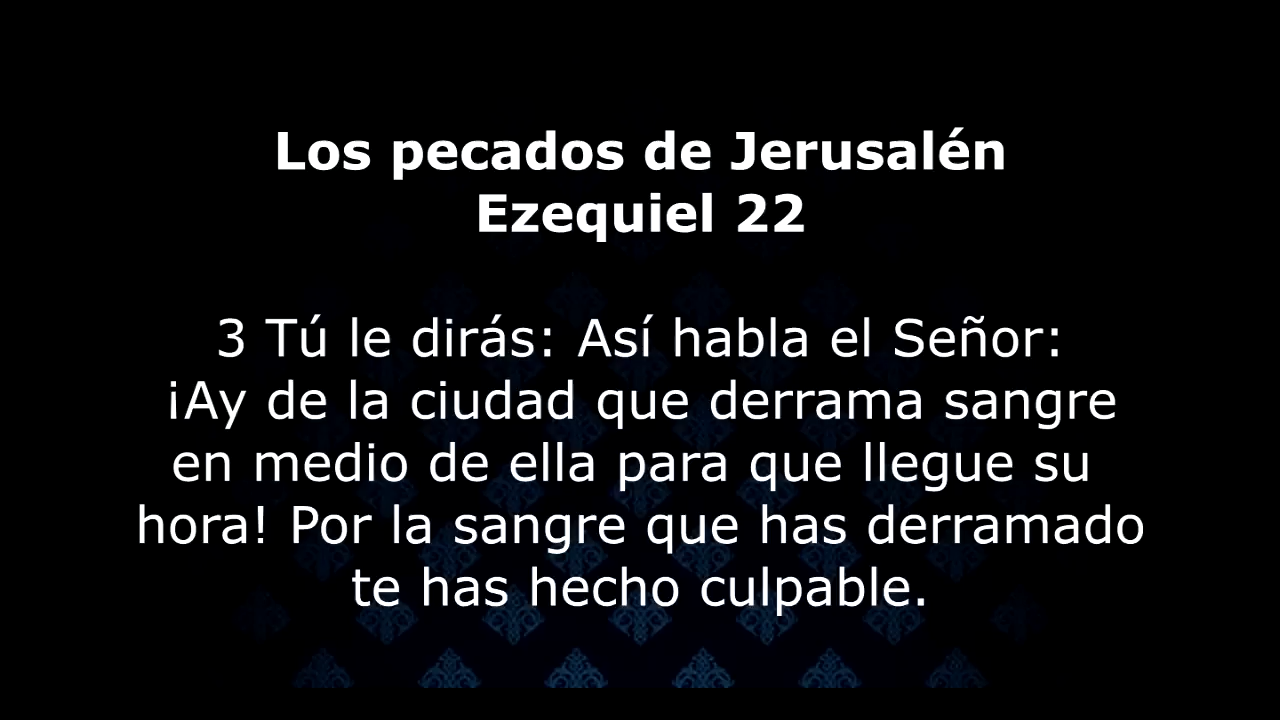 Los pecados de Jerusalén
Ezequiel 22
3 Tú le dirás: Así habla el Señor:
¡Ay de la ciudad que derrama sangre
en medio de ella para que llegue su
hora! Por la sangre que has derramado
te has hecho culpable.